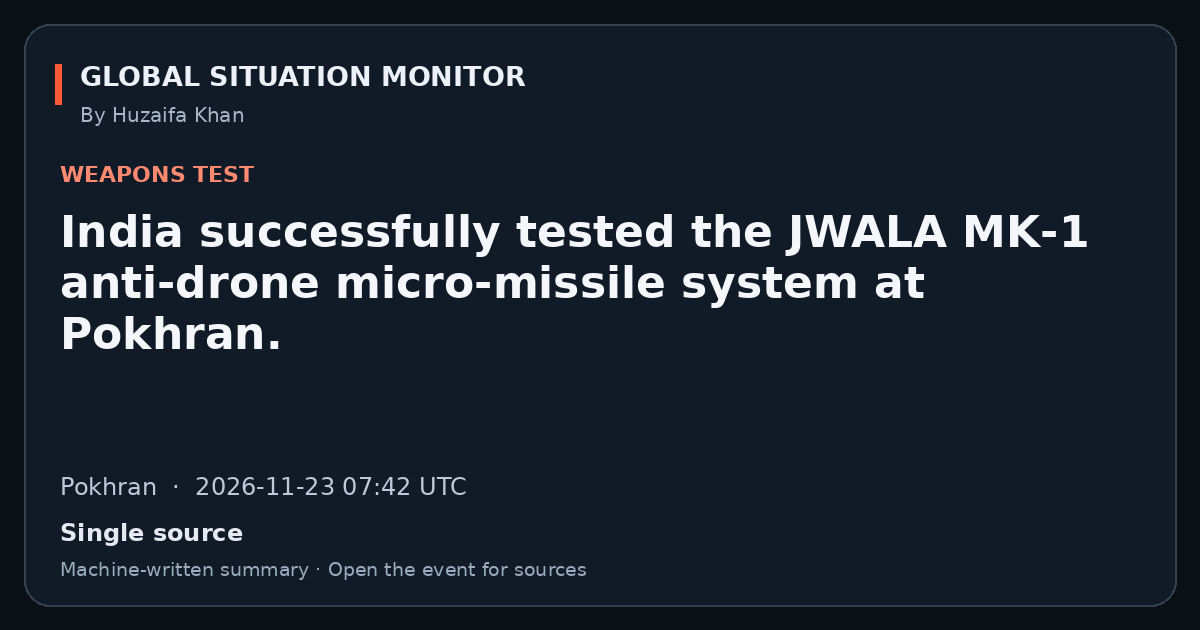 GLOBAL SITUATION MONITOR
By Huzaifa Khan
WEAPONS TEST
India successfully tested the JWALA MK-1
anti-drone micro-missile system at
Pokhran.
Pokhran · 2026-11-23 07:42 UTC
Single source
Machine-written summary · Open the event for sources